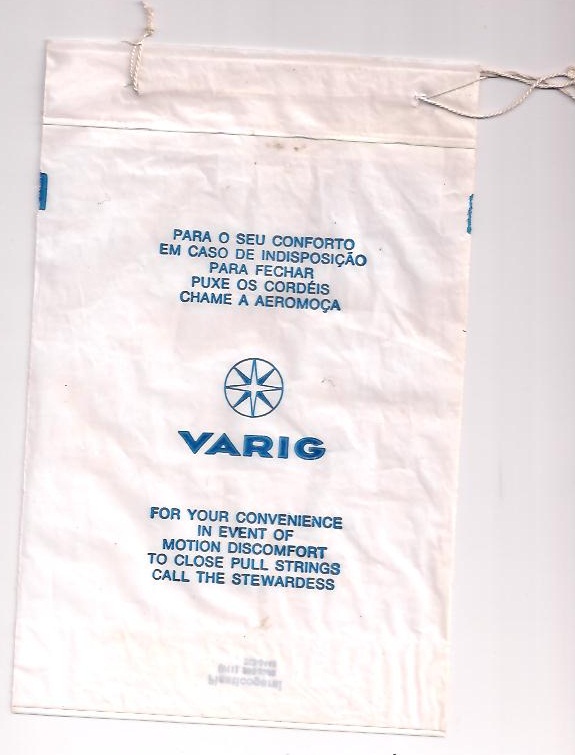 PARA O SEU CONFORTO
EM CASO DE INDISPOSIÇÃO
PARA FECHAR
PUXE OS CORDÉIS
CHAME A AEROMOÇA
VARIG
FOR YOUR CONVENIENCE
IN EVENT OF
MOTION DISCOMFORT
TO CLOSE PULL STRINGS
CALL THE STEWARDESS